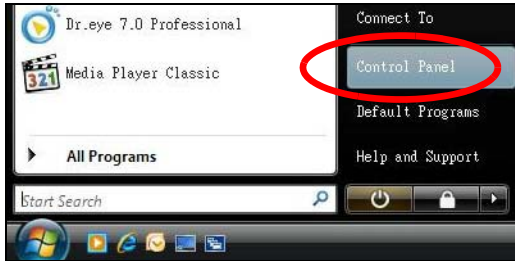 Dr.eye 7.0 Professional
321 Media Player Classic
All Programs
Start Search
Connect To
Control Panel
Default Programs
Help and Support